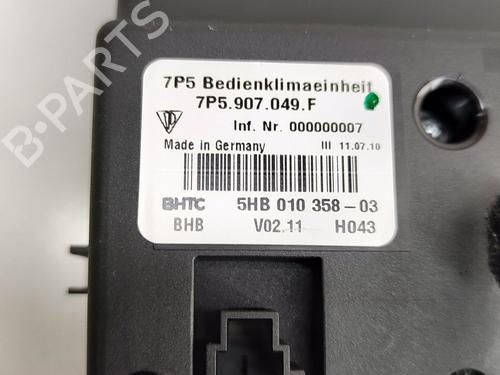 7P5 Bedienklimaeinheit
7P5.907.049.F
Inf. Nr. 000000007
Made in Germany III 11.07.10
BHTC 5HB 010 358-03
BHB V02.11 H043
B-PARTS